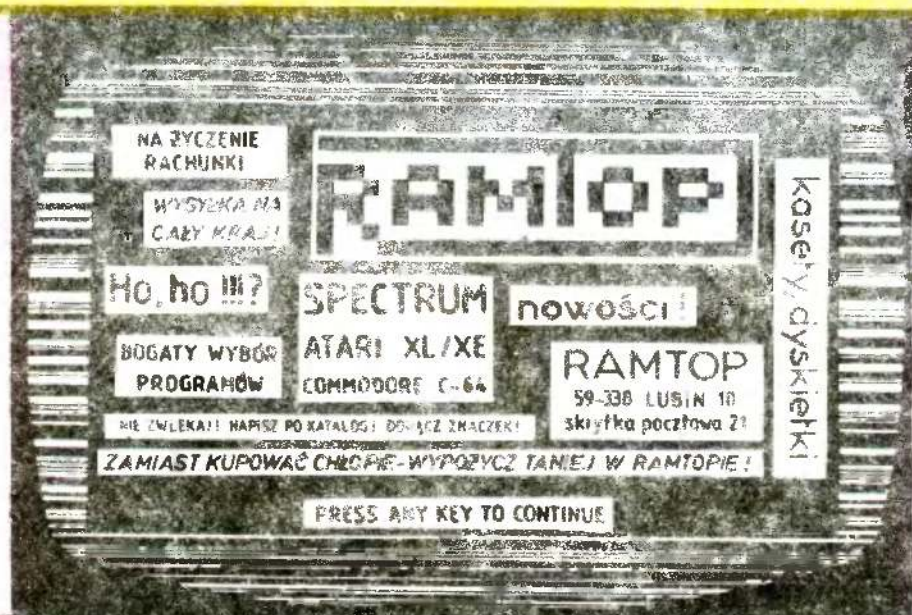 NA ŻYCZENIE
RACHUNKI
WYSYŁKA NA
CAŁY KRAJ!
RAMTOP
Ho, ho !!!?
SPECTRUM
ATARI XL/XE
COMMODORE C-64
nowości!
BOGATY WYBÓR
PROGRAMÓW
RAMTOP
59-338 LUBIN 10
skrytka pocztowa 21
kasety, dyskietki
NIE ZWLEKAJ! NAPISZ PO KATALOG! DOŁĄCZ ZNACZEK!
ZAMIAST KUPOWAĆ CHŁOPIE-WYPOŻYCZ TANIEJ W RAMTOPIE!
PRESS ANY KEY TO CONTINUE